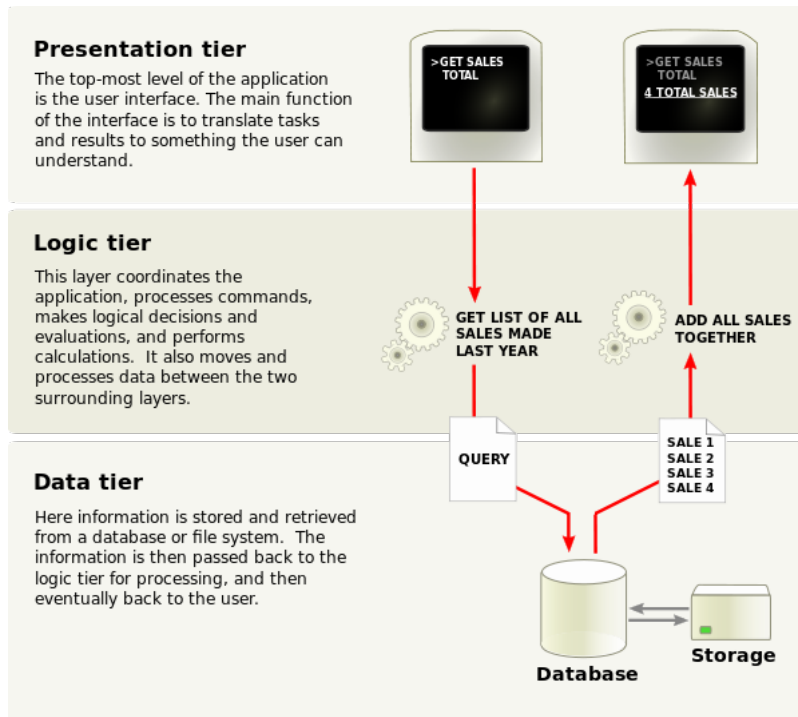 Presentation tier
The top-most level of the application
is the user interface. The main function
of the interface is to translate tasks
and results to something the user can
understand.
>GET SALES
TOTAL
>GET SALES
TOTAL
4 TOTAL SALES
Logic tier
This layer coordinates the
application, processes commands,
makes logical decisions and
evaluations, and performs
calculations. It also moves and
processes data between the two
surrounding layers.
GET LIST OF ALL
SALES MADE
LAST YEAR
ADD ALL SALES
TOGETHER
Data tier
Here information is stored and retrieved
from a database or file system. The
information is then passed back to the
logic tier for processing, and then
eventually back to the user.
QUERY
SALE 1
SALE 2
SALE 3
SALE 4
Database
Storage